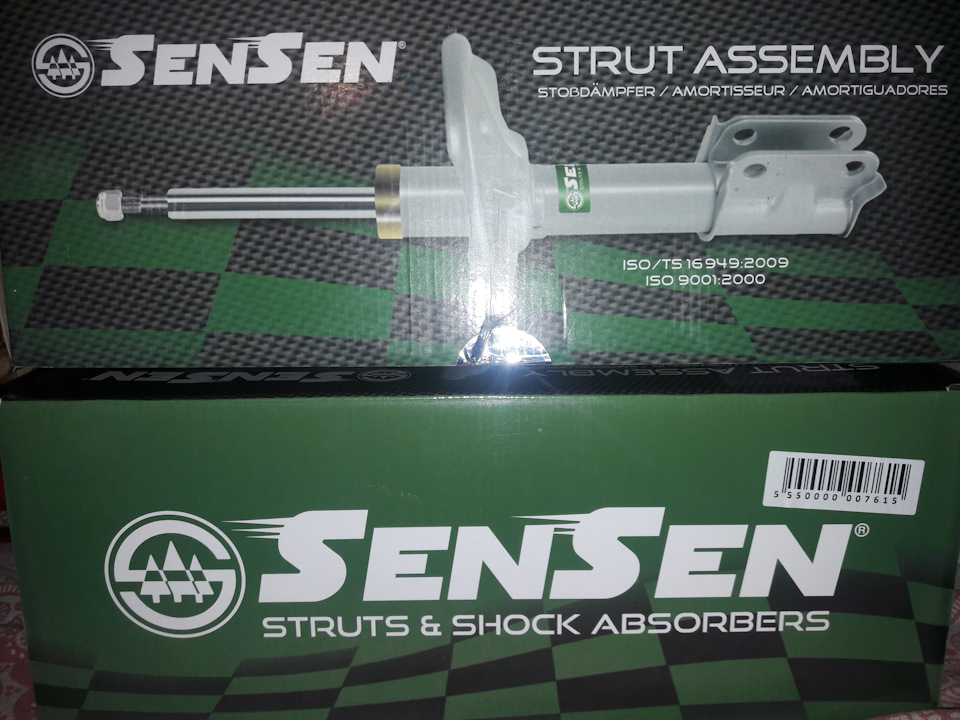 SENSEN®
STRUT ASSEMBLY
STOßDÄMPFER / AMORTISSEUR / AMORTIGUADORES
SENSEN
ISO/TS 16949:2009
ISO 9001:2000
SENSEN
STRUT ASSEMBLY
5 550000 007615
SENSEN®
STRUTS & SHOCK ABSORBERS